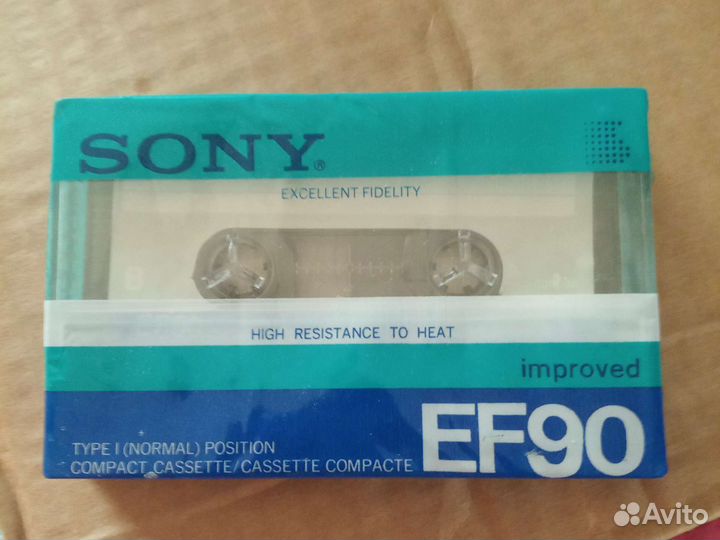 SONY®
EXCELLENT FIDELITY
HIGH RESISTANCE TO HEAT
improved
TYPE I (NORMAL) POSITION
COMPACT CASSETTE/CASSETTE COMPACTE
EF90
Avito